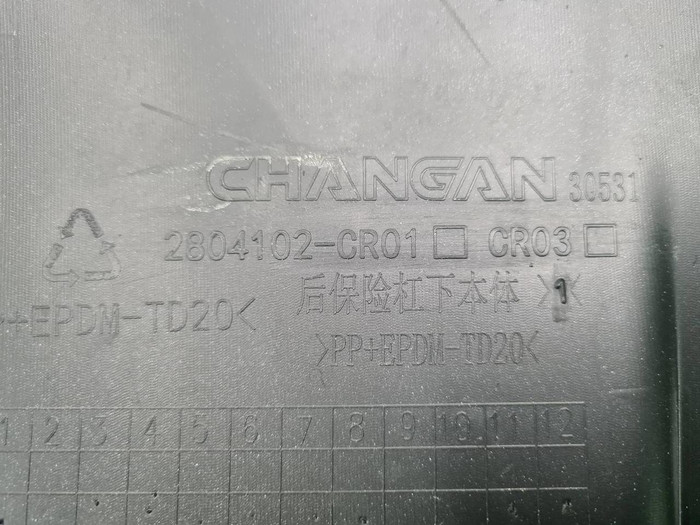 CHANGAN 30531
2804102-CR01 □ CR03 □
后保险杠下本体 >1<
+EPDM-TD20<
>PP+EPDM-TD20<
1 2 3 4 5 6 7 8 9 10 11 12